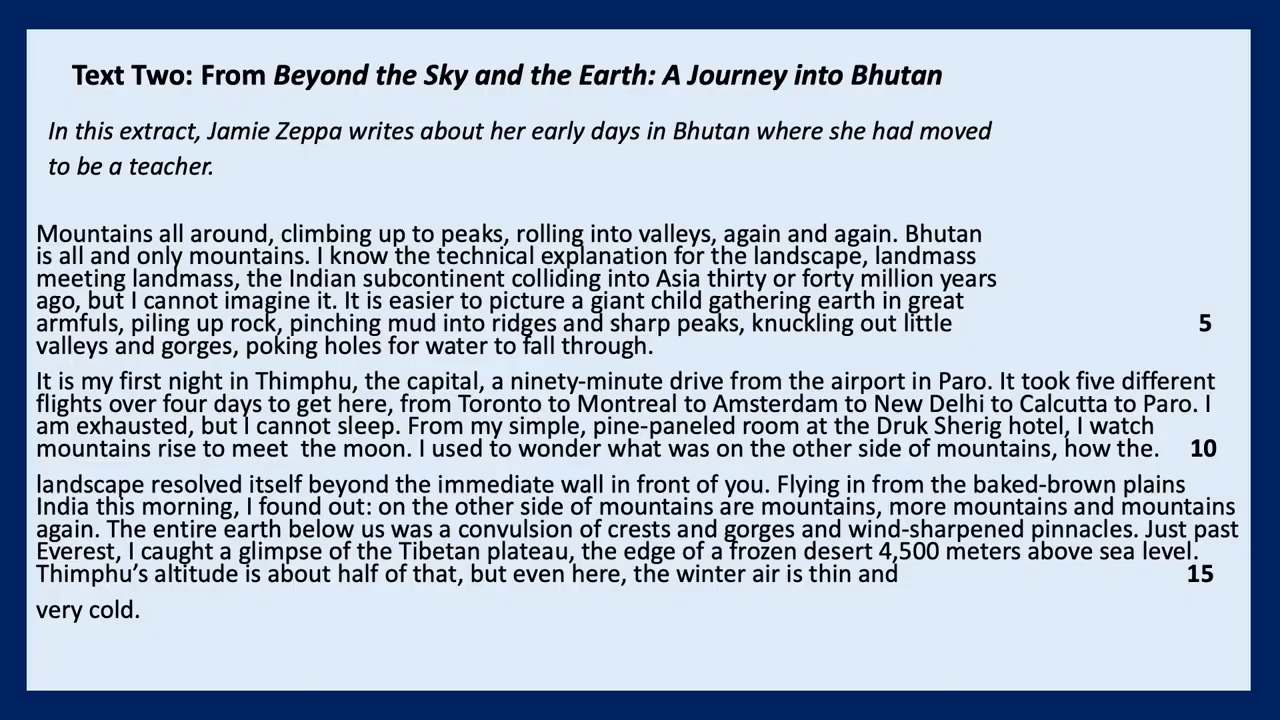 Text Two: From Beyond the Sky and the Earth: A Journey into Bhutan
In this extract, Jamie Zeppa writes about her early days in Bhutan where she had moved
to be a teacher.
Mountains all around, climbing up to peaks, rolling into valleys, again and again. Bhutan
is all and only mountains. I know the technical explanation for the landscape, landmass
meeting landmass, the Indian subcontinent colliding into Asia thirty or forty million years
ago, but I cannot imagine it. It is easier to picture a giant child gathering earth in great
armfuls, piling up rock, pinching mud into ridges and sharp peaks, knuckling out little 5
valleys and gorges, poking holes for water to fall through.
It is my first night in Thimphu, the capital, a ninety-minute drive from the airport in Paro. It took five different
flights over four days to get here, from Toronto to Montreal to Amsterdam to New Delhi to Calcutta to Paro. I
am exhausted, but I cannot sleep. From my simple, pine-paneled room at the Druk Sherig hotel, I watch
mountains rise to meet the moon. I used to wonder what was on the other side of mountains, how the. 10
landscape resolved itself beyond the immediate wall in front of you. Flying in from the baked-brown plains
India this morning, I found out: on the other side of mountains are mountains, more mountains and mountains
again. The entire earth below us was a convulsion of crests and gorges and wind-sharpened pinnacles. Just past
Everest, I caught a glimpse of the Tibetan plateau, the edge of a frozen desert 4,500 meters above sea level.
Thimphu's altitude is about half of that, but even here, the winter air is thin and 15
very cold.